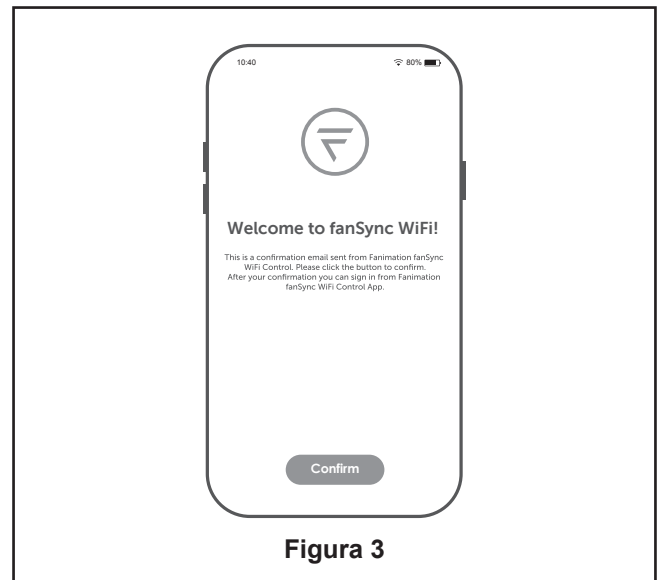 10:40 80%
Welcome to fanSync WiFi!
This is a confirmation email sent from Fanimation fanSync
WiFi Control. Please click the button to confirm.
After your confirmation you can sign in from Fanimation
fanSync WiFi Control App.
Confirm
Figura 3